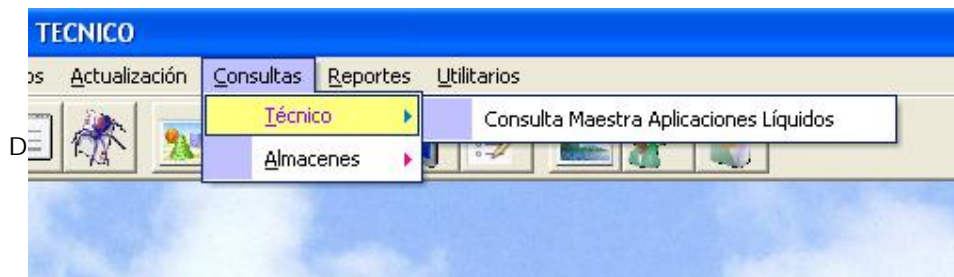 TECNICO
os Actualización Consultas Reportes Utilitarios
Técnico Consulta Maestra Aplicaciones Líquidos
D
Almacenes